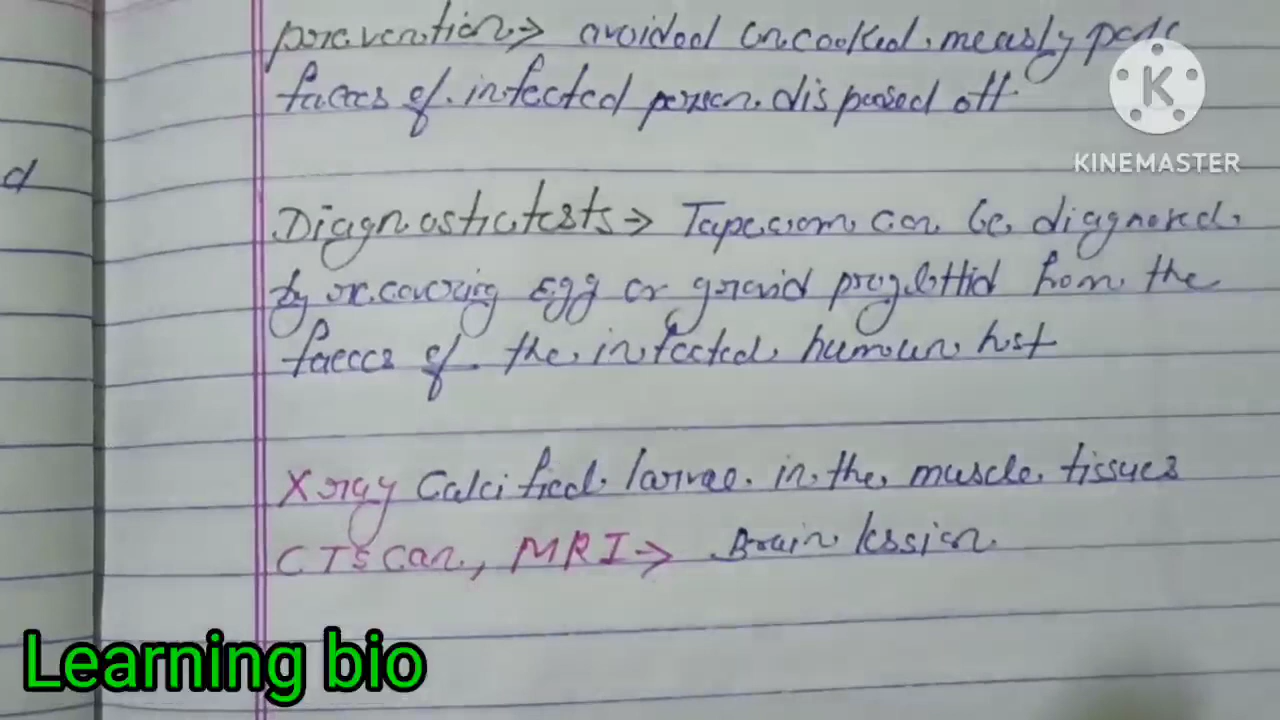 prevention → avoided uncooked measly pork
faeces of infected person disposed off
d
Diagnostic tests → Tapeworm can be diagnosed
by recovering Egg or gravid proglottid from the
faeces of the infected human host
X ray Calcified larvae in the muscle tissues
CT Scan, MRI → Brain lession
K
KINEMASTER
Learning bio